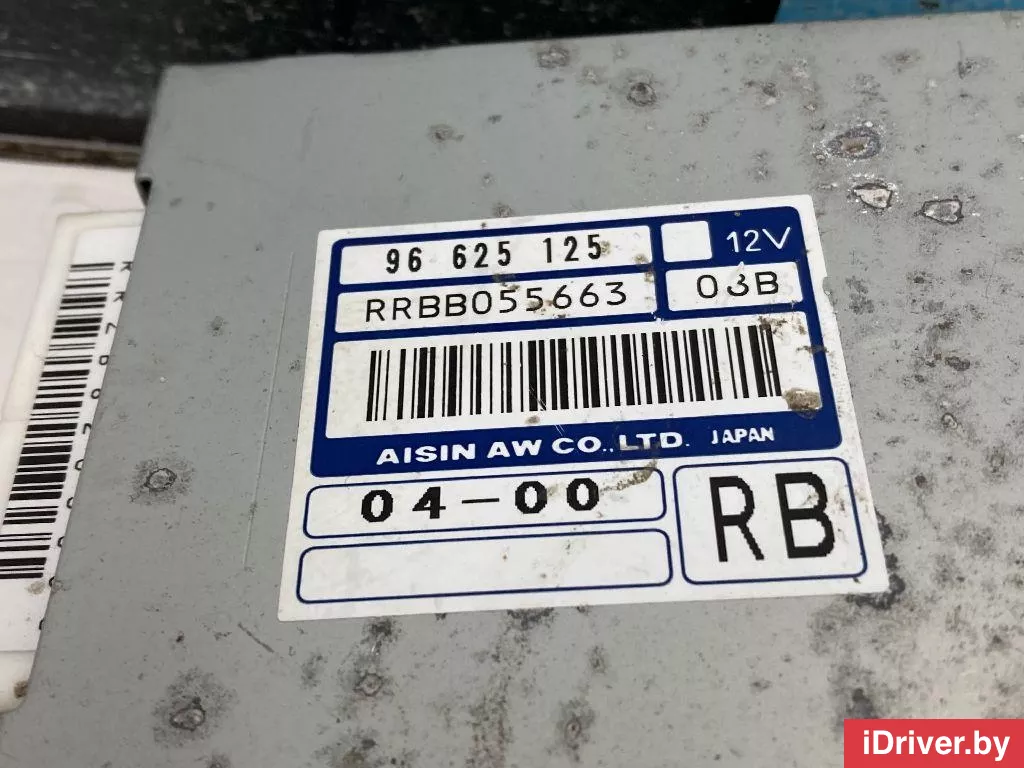 96 625 125
12V
RRBB055663
03B
AISIN AW CO.,LTD. JAPAN
04-00
RB
iDriver.by